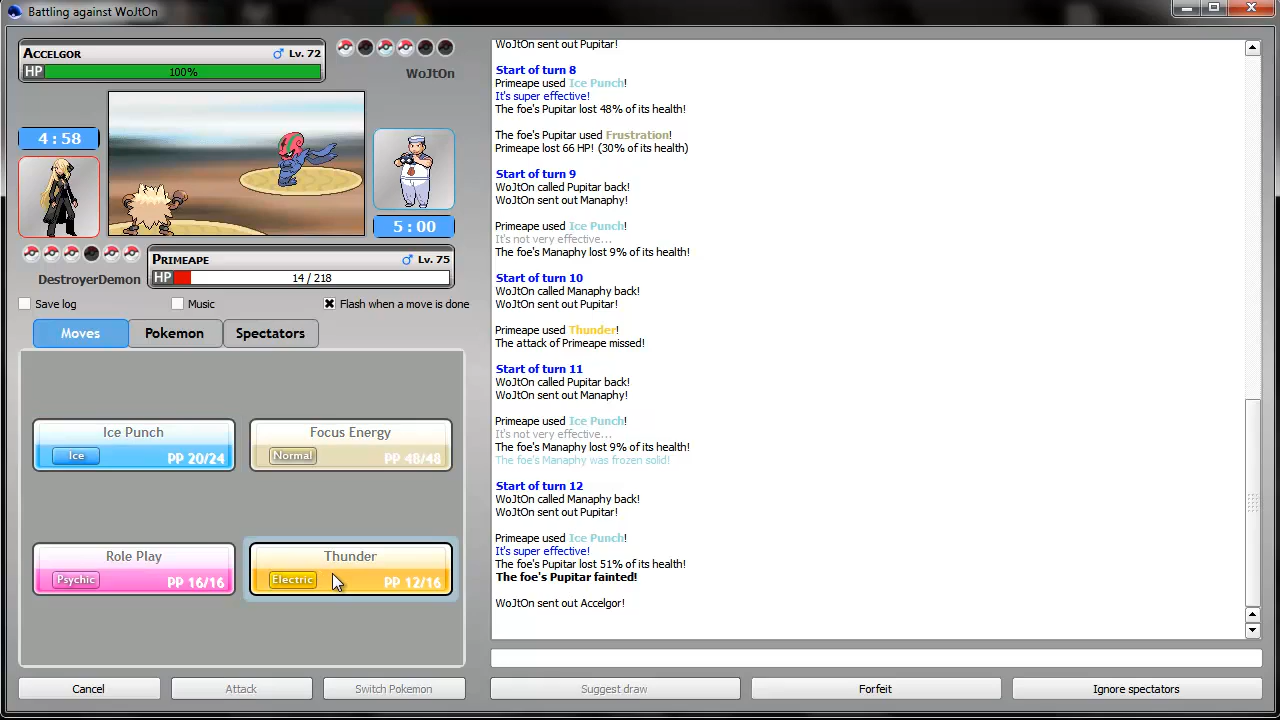 Battling against WoJtOn
ACCELGOR ♂ Lv. 72
HP 100%
WoJtOn
4:58
5:00
PRIMEAPE ♂ Lv. 75
HP 14 / 218
DestroyerDemon
Save log
Music
Flash when a move is done
Moves
Pokemon
Spectators
Ice Punch
Ice PP 20/24
Focus Energy
Normal PP 48/48
Role Play
Psychic PP 16/16
Thunder
Electric PP 12/16
Cancel
Attack
Switch Pokemon
WoJtOn sent out Pupitar!
Start of turn 8
Primeape used Ice Punch!
It's super effective!
The foe's Pupitar lost 48% of its health!
The foe's Pupitar used Frustration!
Primeape lost 66 HP! (30% of its health)
Start of turn 9
WoJtOn called Pupitar back!
WoJtOn sent out Manaphy!
Primeape used Ice Punch!
It's not very effective...
The foe's Manaphy lost 9% of its health!
Start of turn 10
WoJtOn called Manaphy back!
WoJtOn sent out Pupitar!
Primeape used Thunder!
The attack of Primeape missed!
Start of turn 11
WoJtOn called Pupitar back!
WoJtOn sent out Manaphy!
Primeape used Ice Punch!
It's not very effective...
The foe's Manaphy lost 9% of its health!
The foe's Manaphy was frozen solid!
Start of turn 12
WoJtOn called Manaphy back!
WoJtOn sent out Pupitar!
Primeape used Ice Punch!
It's super effective!
The foe's Pupitar lost 51% of its health!
The foe's Pupitar fainted!
WoJtOn sent out Accelgor!
Suggest draw
Forfeit
Ignore spectators